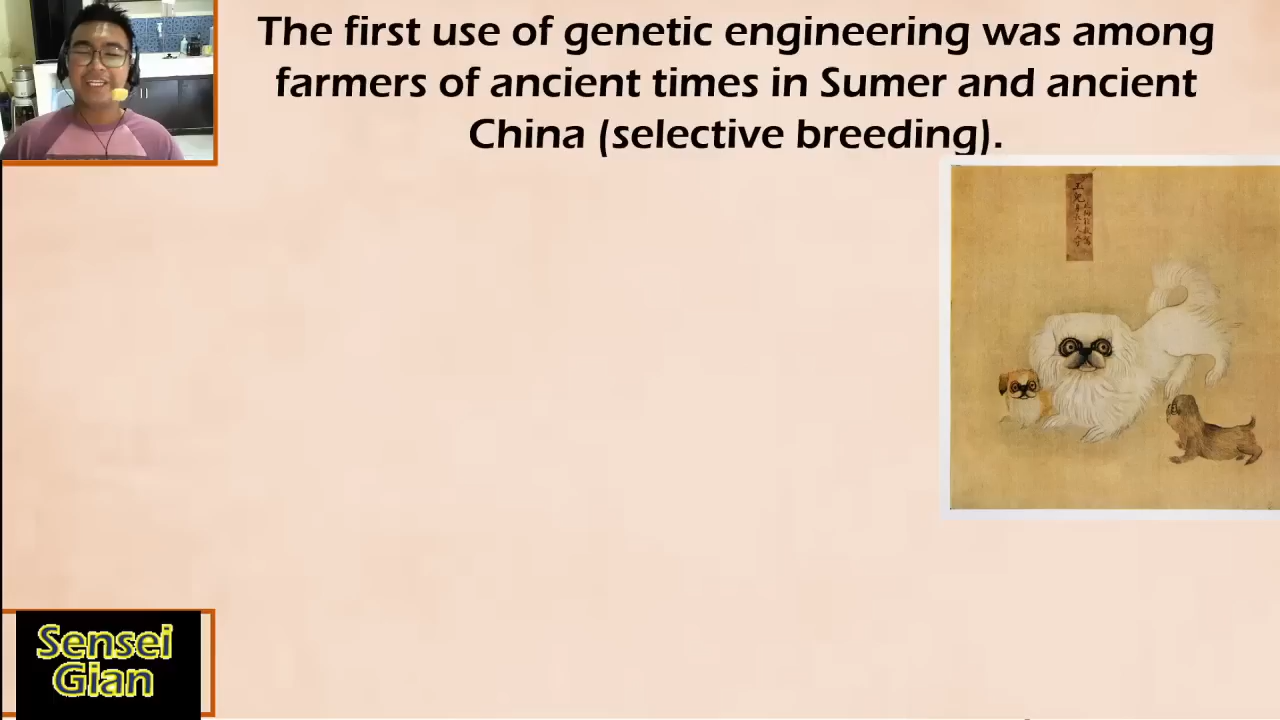 The first use of genetic engineering was among
farmers of ancient times in Sumer and ancient
China (selective breeding).
Sensei
Gian